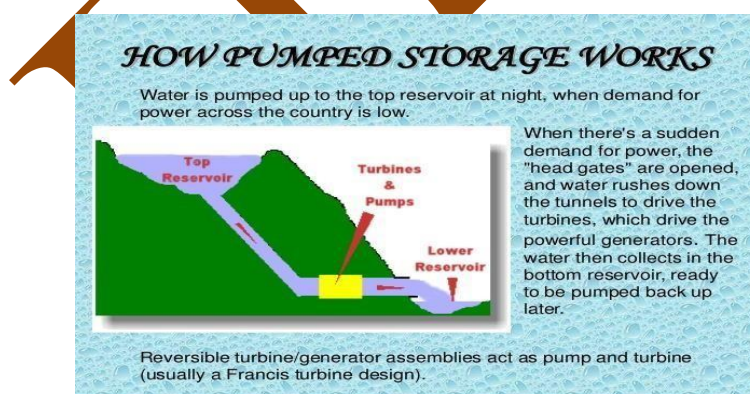 HOW PUMPED STORAGE WORKS
Water is pumped up to the top reservoir at night, when demand for
power across the country is low.
Top
Reservoir
Turbines
&
Pumps
Lower
Reservoir
When there's a sudden
demand for power, the
"head gates" are opened,
and water rushes down
the tunnels to drive the
turbines, which drive the
powerful generators. The
water then collects in the
bottom reservoir, ready
to be pumped back up
later.
Reversible turbine/generator assemblies act as pump and turbine
(usually a Francis turbine design).